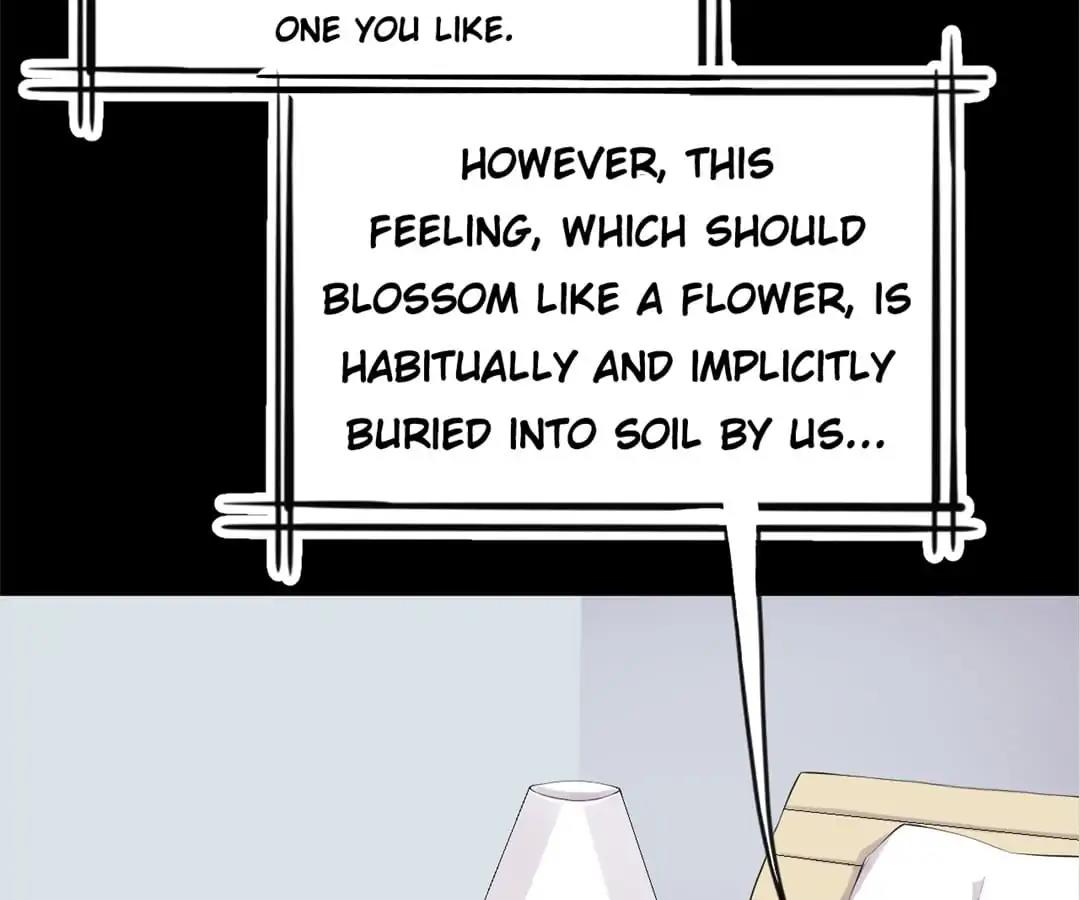 ONE YOU LIKE.
HOWEVER, THIS
FEELING, WHICH SHOULD
BLOSSOM LIKE A FLOWER, IS
HABITUALLY AND IMPLICITLY
BURIED INTO SOIL BY US...